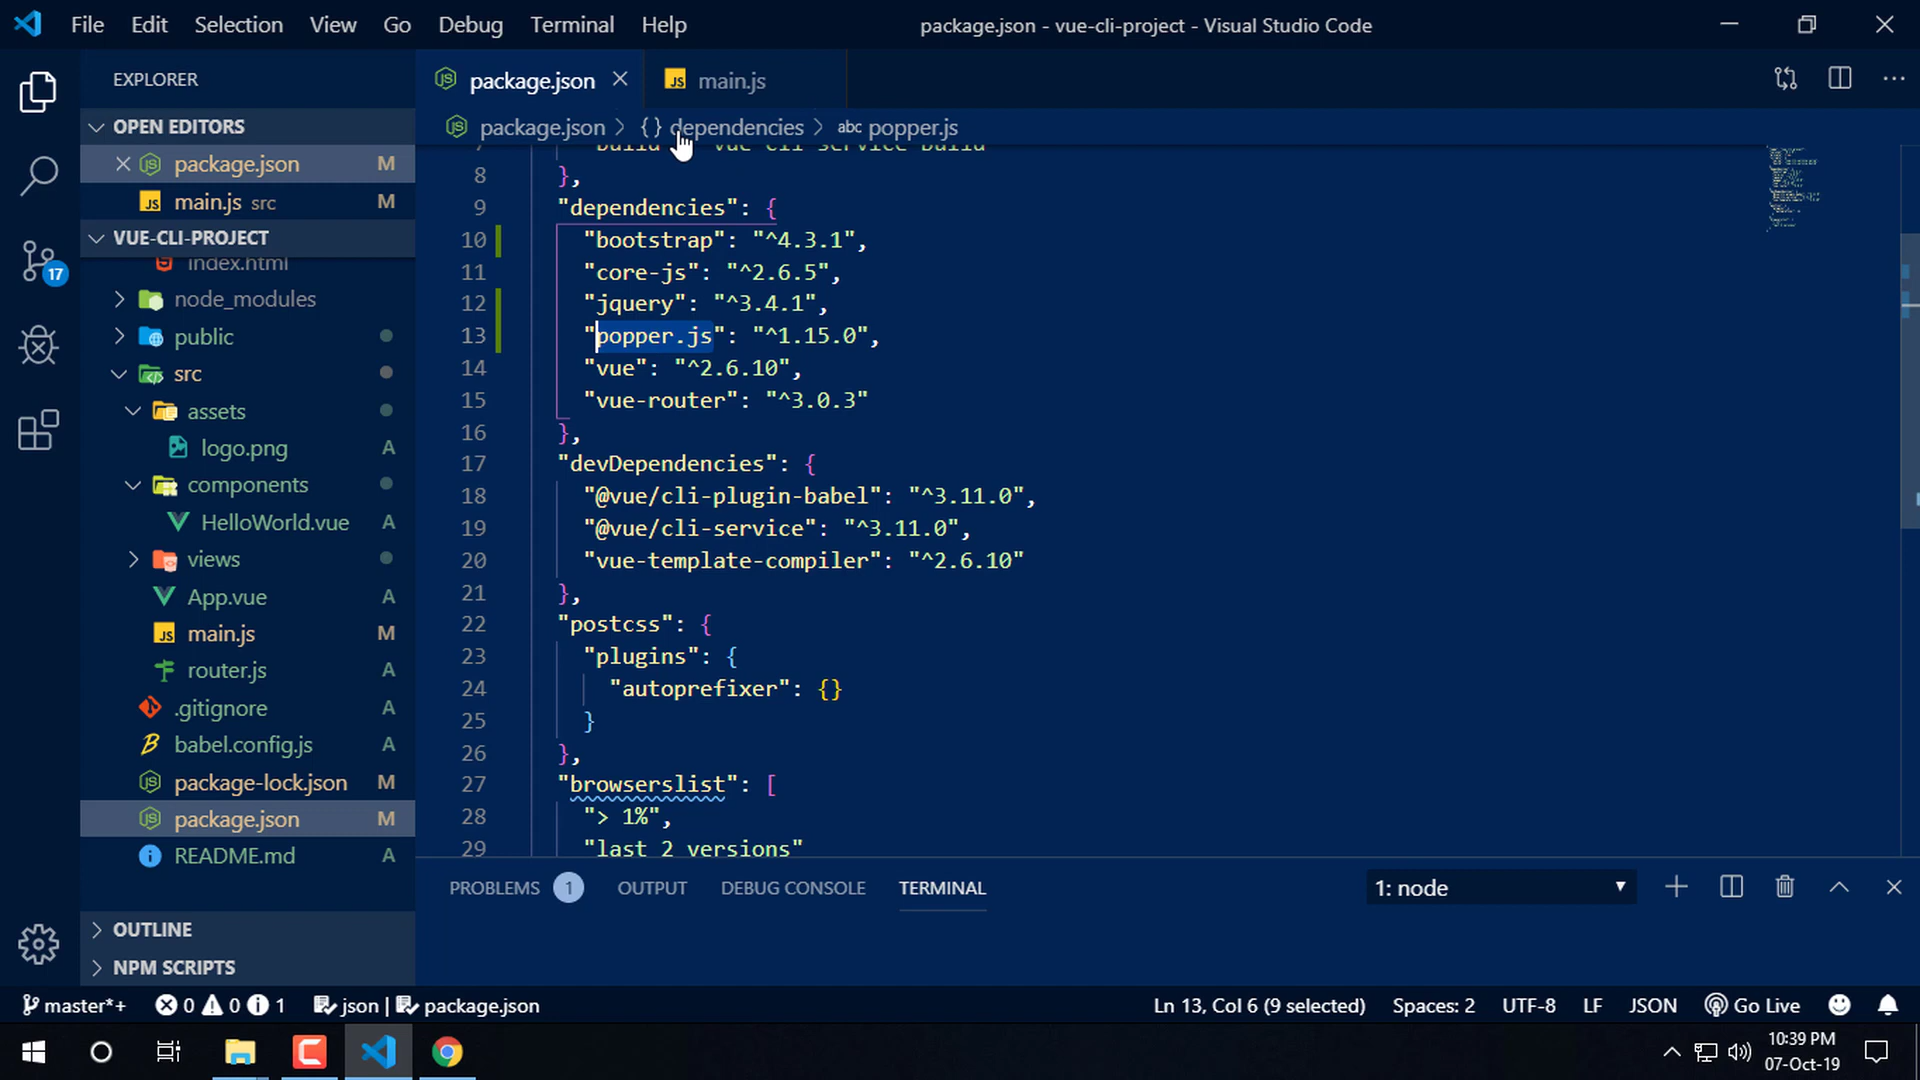 File Edit Selection View Go Debug Terminal Help
package.json - vue-cli-project - Visual Studio Code
EXPLORER
OPEN EDITORS
package.json M
main.js src M
VUE-CLI-PROJECT
index.html
node_modules
public
src
assets
logo.png A
components
HelloWorld.vue A
views
App.vue A
main.js M
router.js A
.gitignore A
babel.config.js A
package-lock.json M
package.json M
README.md A
OUTLINE
NPM SCRIPTS
17
package.json
JS main.js
package.json > {} dependencies > abc popper.js
7 "build": "vue-cli-service build"
8 },
9 "dependencies": {
10 "bootstrap": "^4.3.1",
11 "core-js": "^2.6.5",
12 "jquery": "^3.4.1",
13 "popper.js": "^1.15.0",
14 "vue": "^2.6.10",
15 "vue-router": "^3.0.3"
16 },
17 "devDependencies": {
18 "@vue/cli-plugin-babel": "^3.11.0",
19 "@vue/cli-service": "^3.11.0",
20 "vue-template-compiler": "^2.6.10"
21 },
22 "postcss": {
23 "plugins": {
24 "autoprefixer": {}
25 }
26 },
27 "browserslist": [
28 "> 1%",
29 "last 2 versions"
PROBLEMS 1 OUTPUT DEBUG CONSOLE TERMINAL 1: node
master*+ 0 0 1 json | package.json Ln 13, Col 6 (9 selected) Spaces: 2 UTF-8 LF JSON Go Live
10:39 PM
07-Oct-19